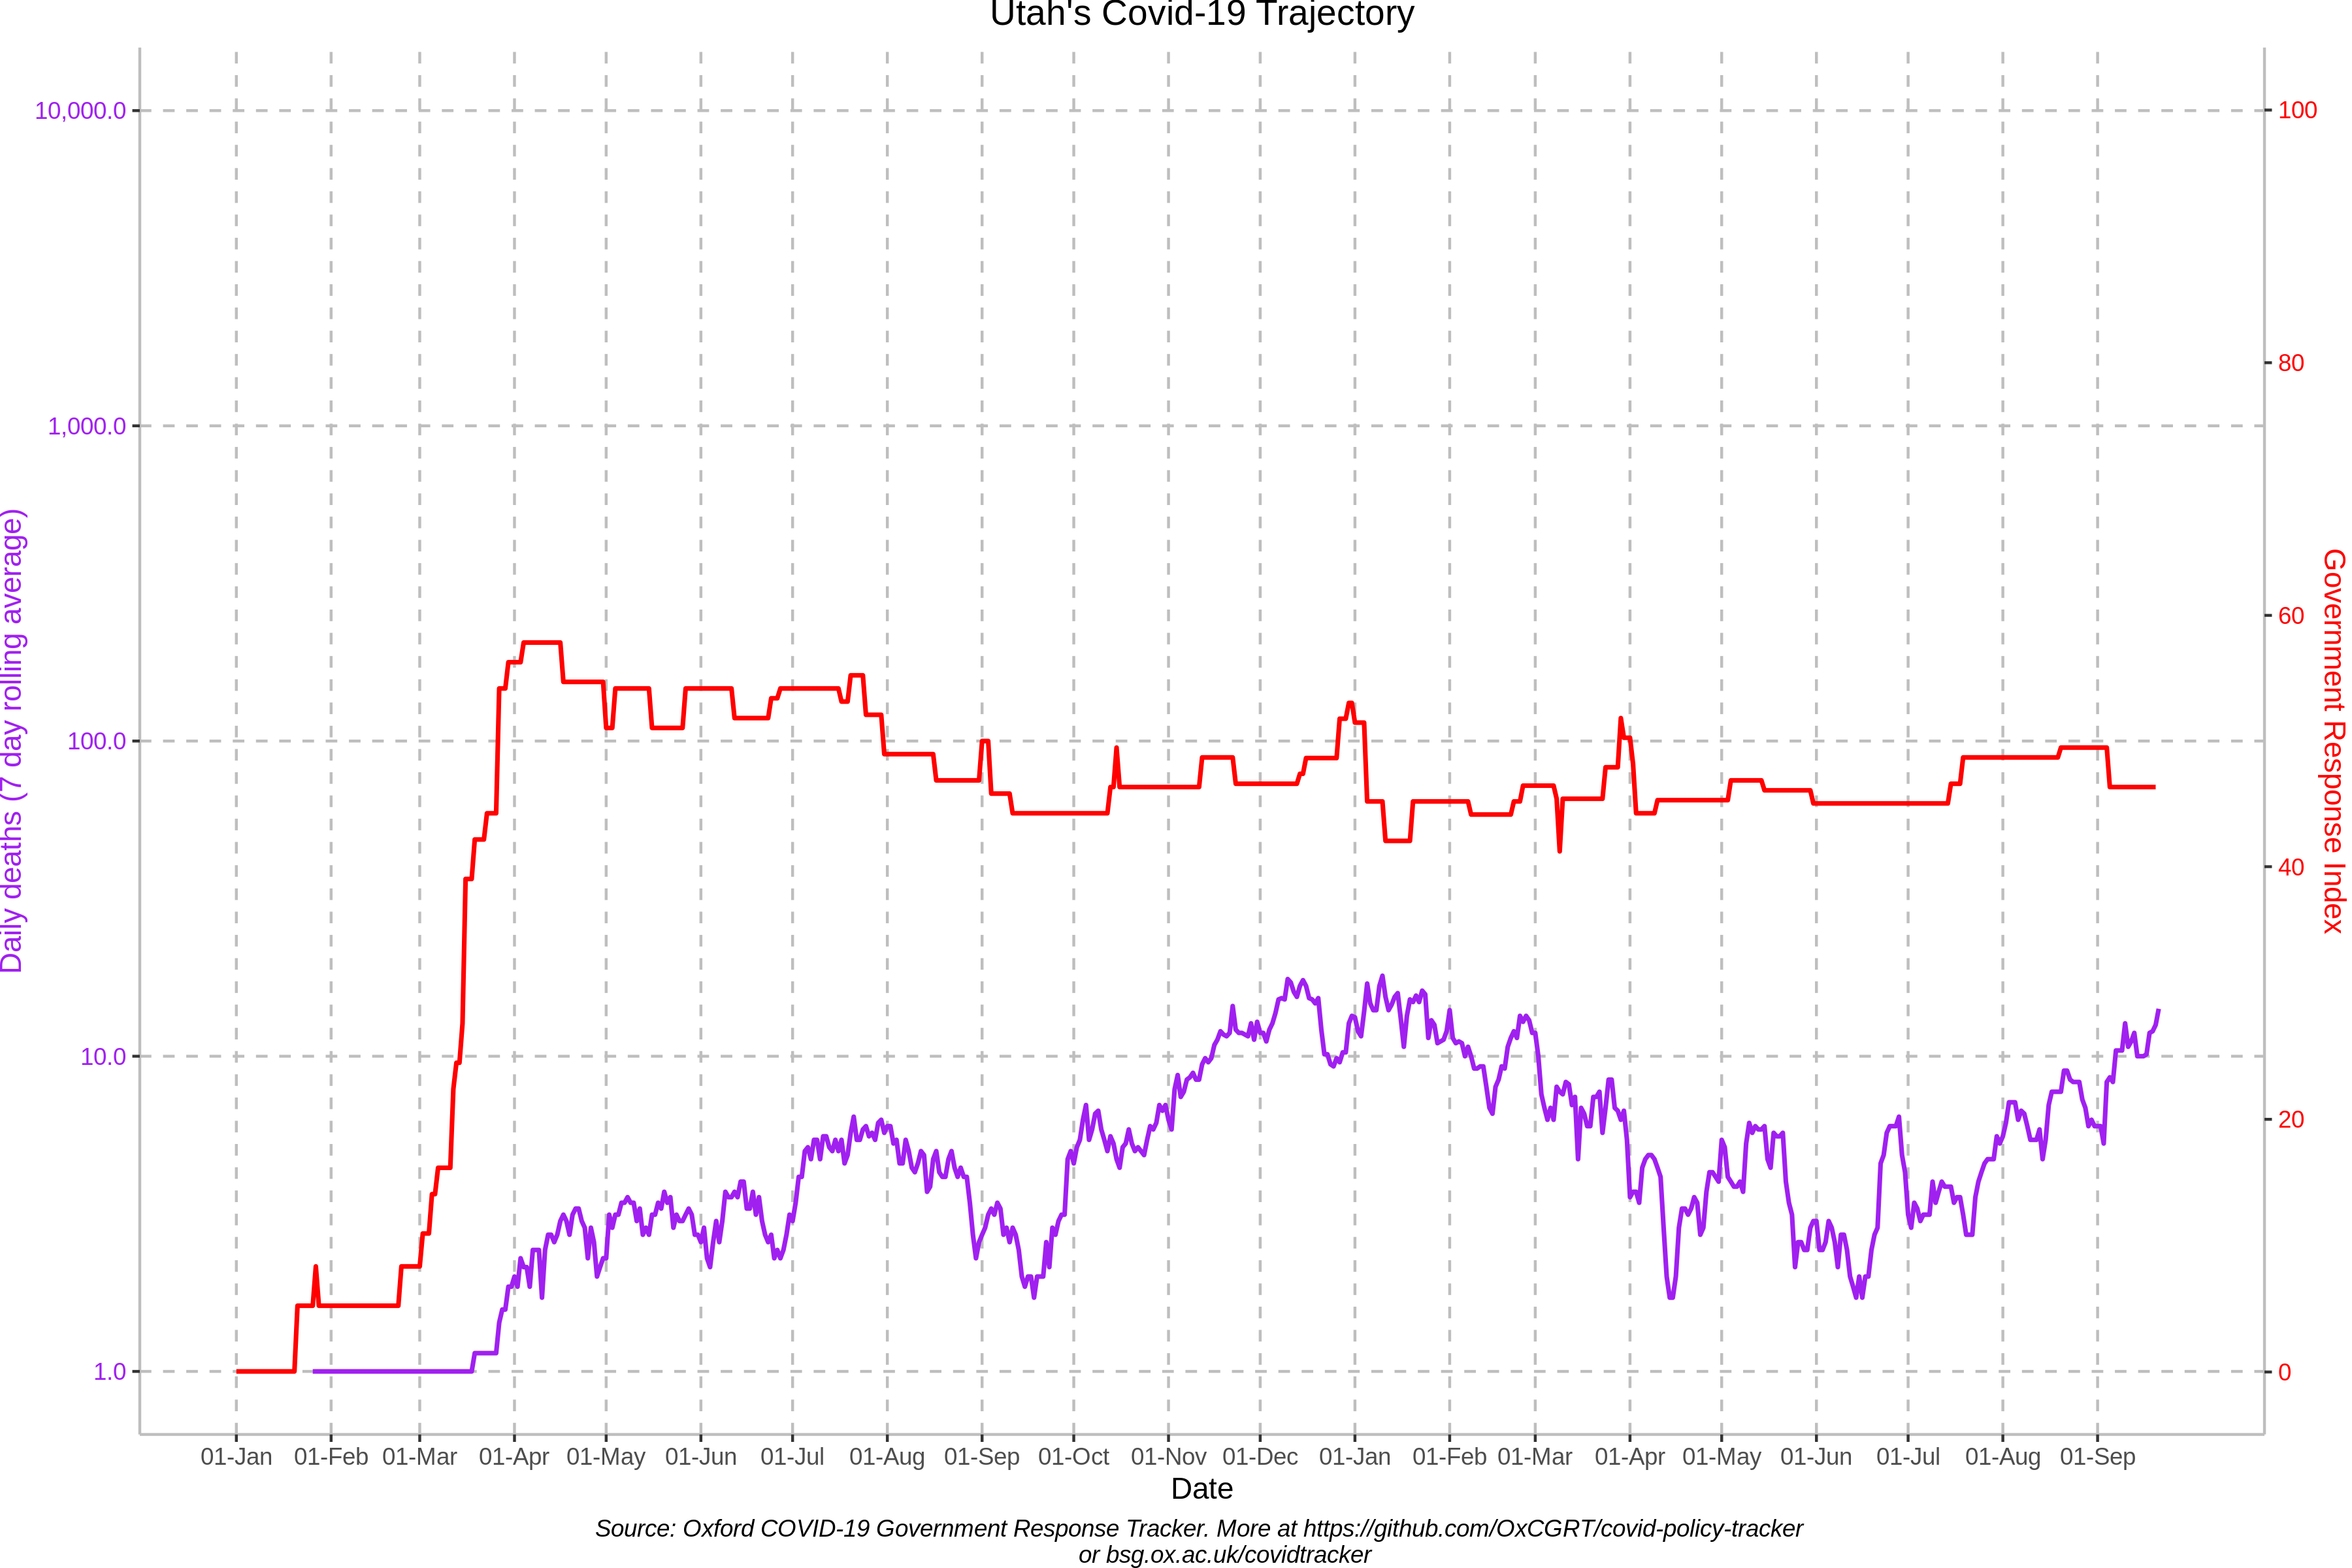 Utah's Covid-19 Trajectory
10,000.0
1,000.0
100.0
10.0
1.0
Daily deaths (7 day rolling average)
100
80
60
40
20
0
Government Response Index
01-Jan 01-Feb 01-Mar 01-Apr 01-May 01-Jun 01-Jul 01-Aug 01-Sep 01-Oct 01-Nov 01-Dec 01-Jan 01-Feb 01-Mar 01-Apr 01-May 01-Jun 01-Jul 01-Aug 01-Sep
Date
Source: Oxford COVID-19 Government Response Tracker. More at https://github.com/OxCGRT/covid-policy-tracker
or bsg.ox.ac.uk/covidtracker